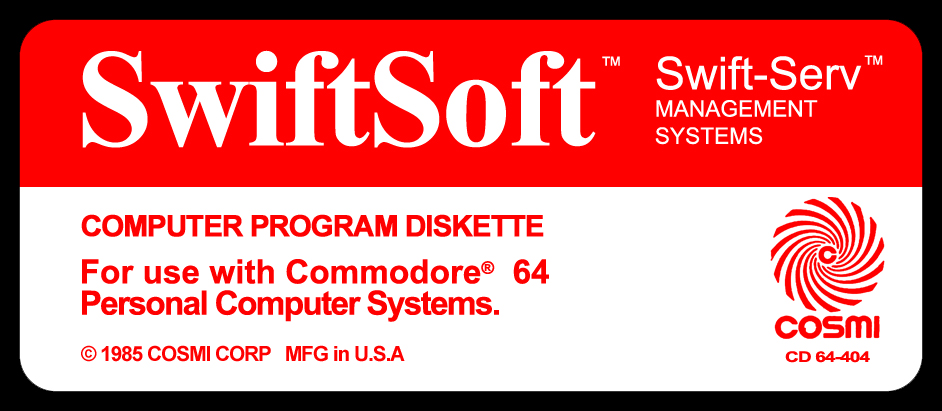 SwiftSoft™
Swift-Serv™
MANAGEMENT
SYSTEMS
COMPUTER PROGRAM DISKETTE
For use with Commodore® 64
Personal Computer Systems.
© 1985 COSMI CORP MFG in U.S.A
C
COSMI
CD 64-404